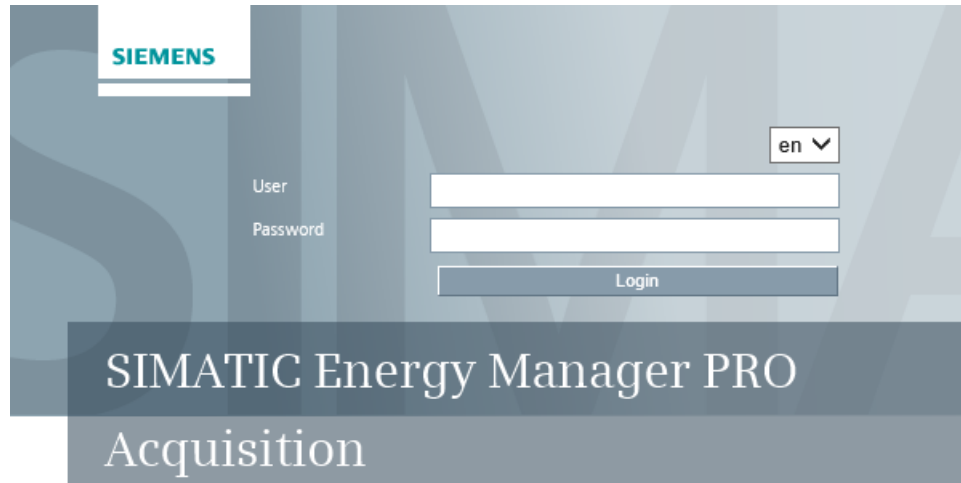 SIEMENS
en
User
Password
Login
SIMATIC Energy Manager PRO
Acquisition